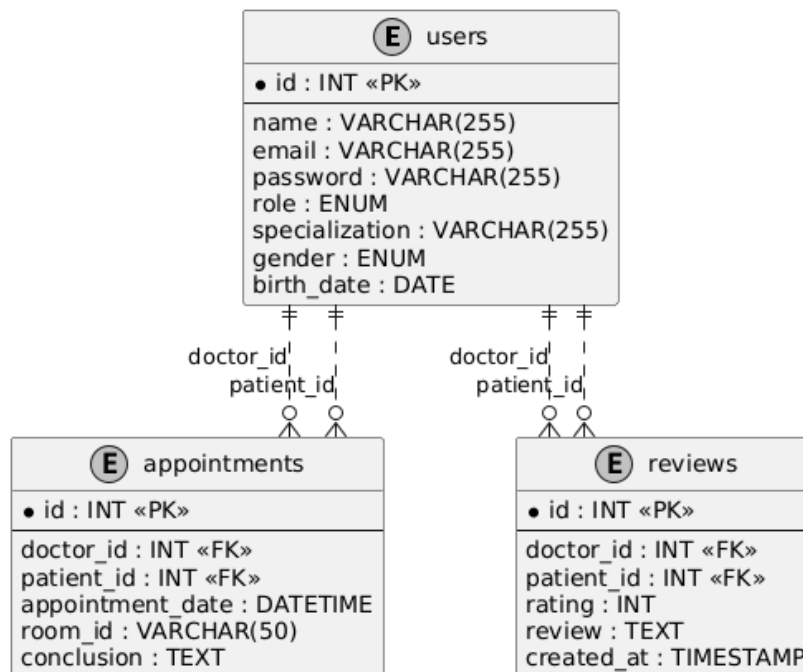 E users
id : INT «PK»
name : VARCHAR(255)
email : VARCHAR(255)
password : VARCHAR(255)
role : ENUM
specialization : VARCHAR(255)
gender : ENUM
birth_date : DATE
doctor_id
patient_id
doctor_id
patient_id
E appointments
id : INT «PK»
doctor_id : INT «FK»
patient_id : INT «FK»
appointment_date : DATETIME
room_id : VARCHAR(50)
conclusion : TEXT
E reviews
id : INT «PK»
doctor_id : INT «FK»
patient_id : INT «FK»
rating : INT
review : TEXT
created_at : TIMESTAMP